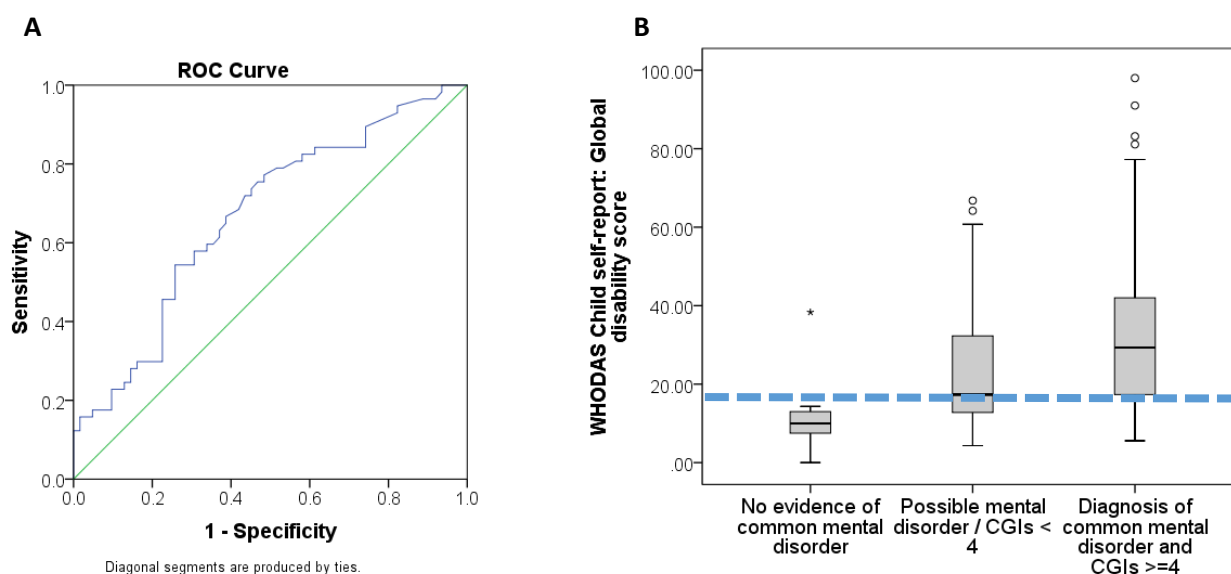 A
ROC Curve
1.0
0.8
0.6
0.4
0.2
0.0
Sensitivity
0.0 0.2 0.4 0.6 0.8 1.0
1 - Specificity
Diagonal segments are produced by ties.
B
WHODAS Child self-report: Global
disability score
100.00
80.00
60.00
40.00
20.00
.00
*
No evidence of
common mental
disorder
Possible mental
disorder / CGIs <
4
Diagnosis of
common mental
disorder and
CGIs >=4